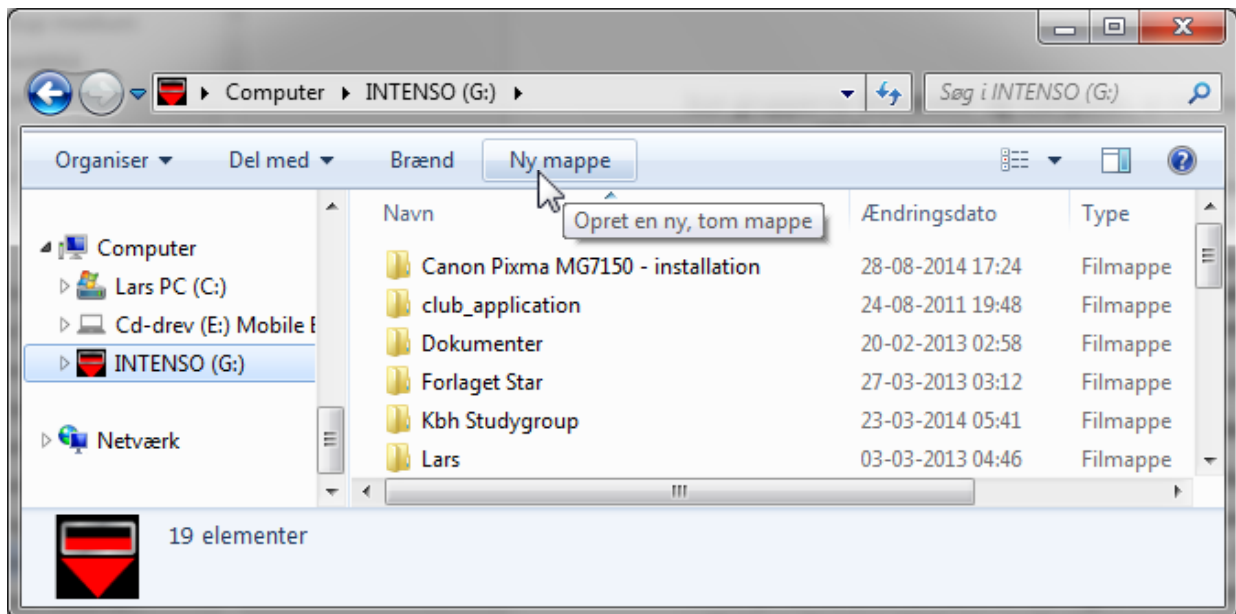 Computer ▸ INTENSO (G:) ▸
Søg i INTENSO (G:)
Organiser Del med Brænd Ny mappe
Opret en ny, tom mappe
Navn Ændringsdato Type
Computer
Lars PC (C:)
Cd-drev (E:) Mobile
INTENSO (G:)
Netværk
Canon Pixma MG7150 - installation 28-08-2014 17:24 Filmappe
club_application 24-08-2011 19:48 Filmappe
Dokumenter 20-02-2013 02:58 Filmappe
Forlaget Star 27-03-2013 03:12 Filmappe
Kbh Studygroup 23-03-2014 05:41 Filmappe
Lars 03-03-2013 04:46 Filmappe
19 elementer